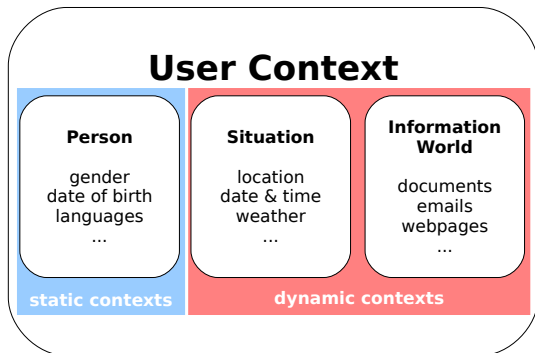 User Context
Person
gender
date of birth
languages
...
Situation
location
date & time
weather
...
Information
World
documents
emails
webpages
...
static contexts
dynamic contexts